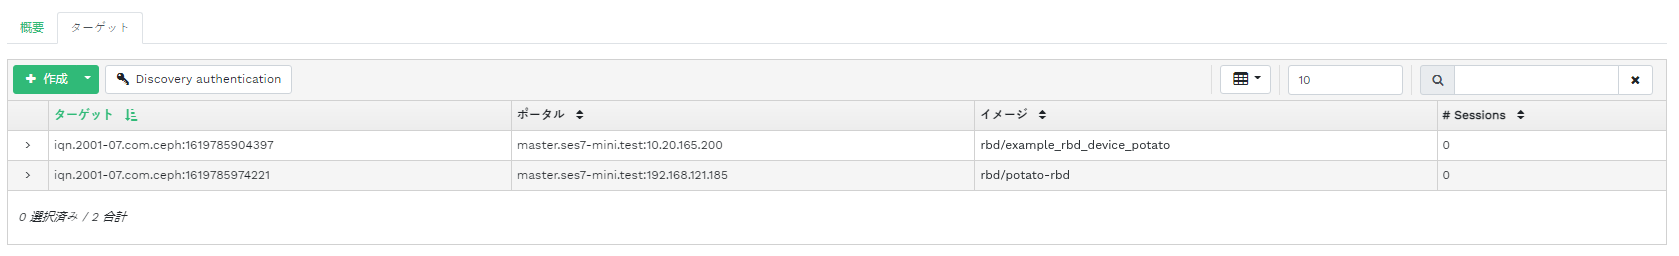 概要 ターゲット
作成 Discovery authentication 10
ターゲット ポータル イメージ # Sessions
iqn.2001-07.com.ceph:1619785904397 master.ses7-mini.test:10.20.165.200 rbd/example_rbd_device_potato 0
iqn.2001-07.com.ceph:1619785974221 master.ses7-mini.test:192.168.121.185 rbd/potato-rbd 0
0 選択済み / 2 合計